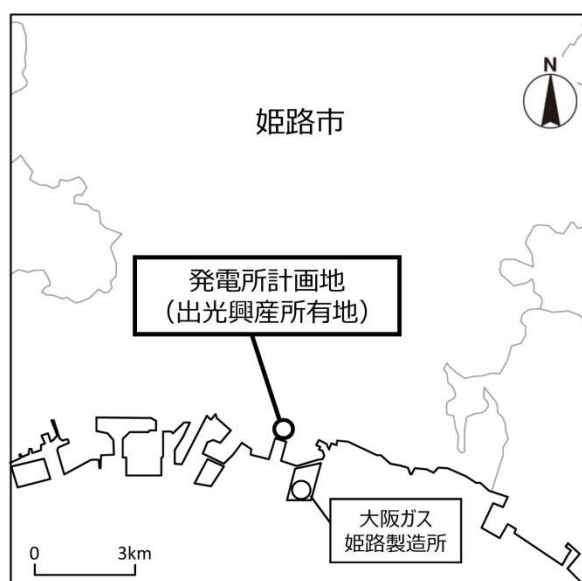 N
姫路市
発電所計画地
（出光興産所有地）
大阪ガス
姫路製造所
0 3km